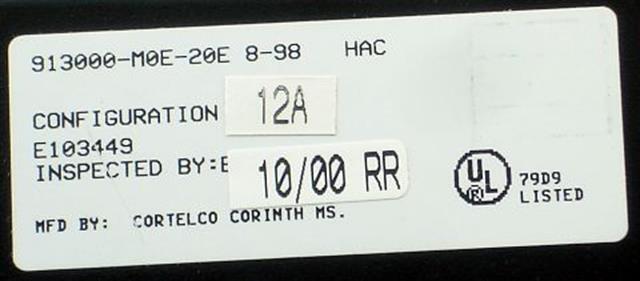 913000-M0E-20E 8-98 HAC
CONFIGURATION 12A
E103449
INSPECTED BY:E 10/00 RR
UL ® 79D9
LISTED
MFD BY: CORTELCO CORINTH MS.